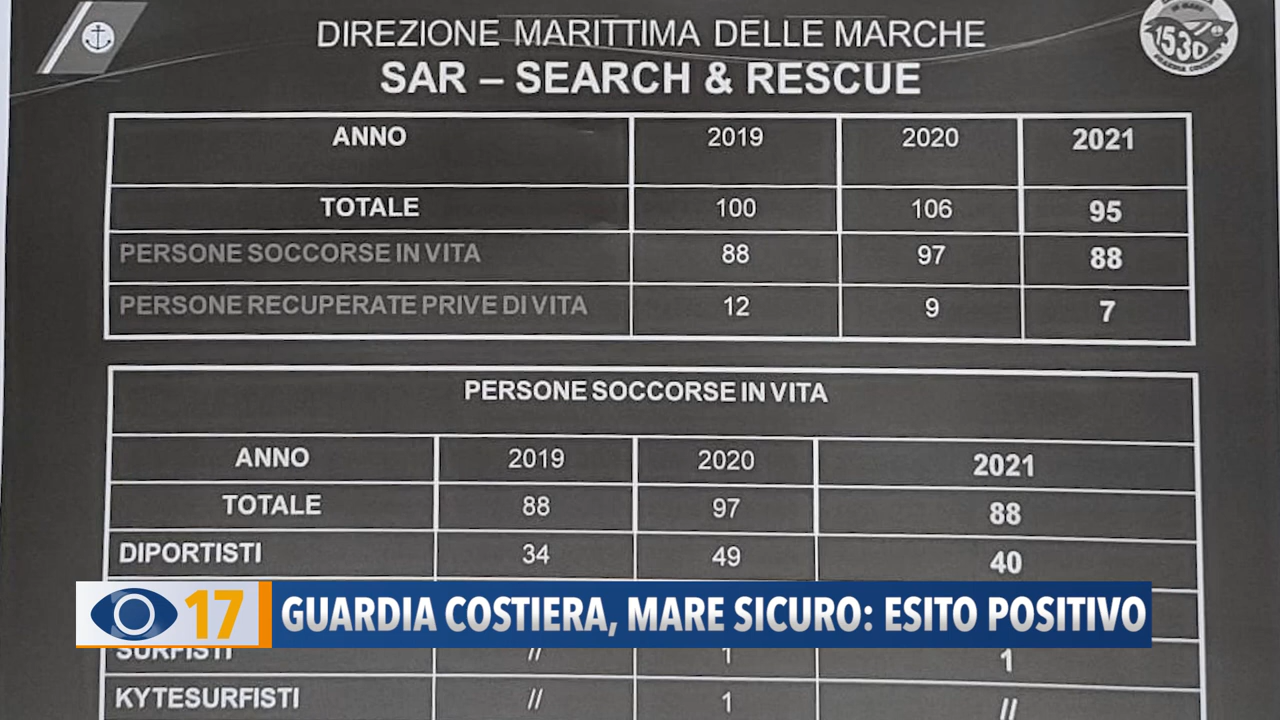 DIREZIONE MARITTIMA DELLE MARCHE
SAR – SEARCH & RESCUE
1530
GUARDIA COSTIERA
ANNO 2019 2020 2021
TOTALE 100 106 95
PERSONE SOCCORSE IN VITA 88 97 88
PERSONE RECUPERATE PRIVE DI VITA 12 9 7
PERSONE SOCCORSE IN VITA
ANNO 2019 2020 2021
TOTALE 88 97 88
DIPORTISTI 34 49 40
17 GUARDIA COSTIERA, MARE SICURO: ESITO POSITIVO
SURFISTI // 1 1
KYTESURFISTI // 1 //